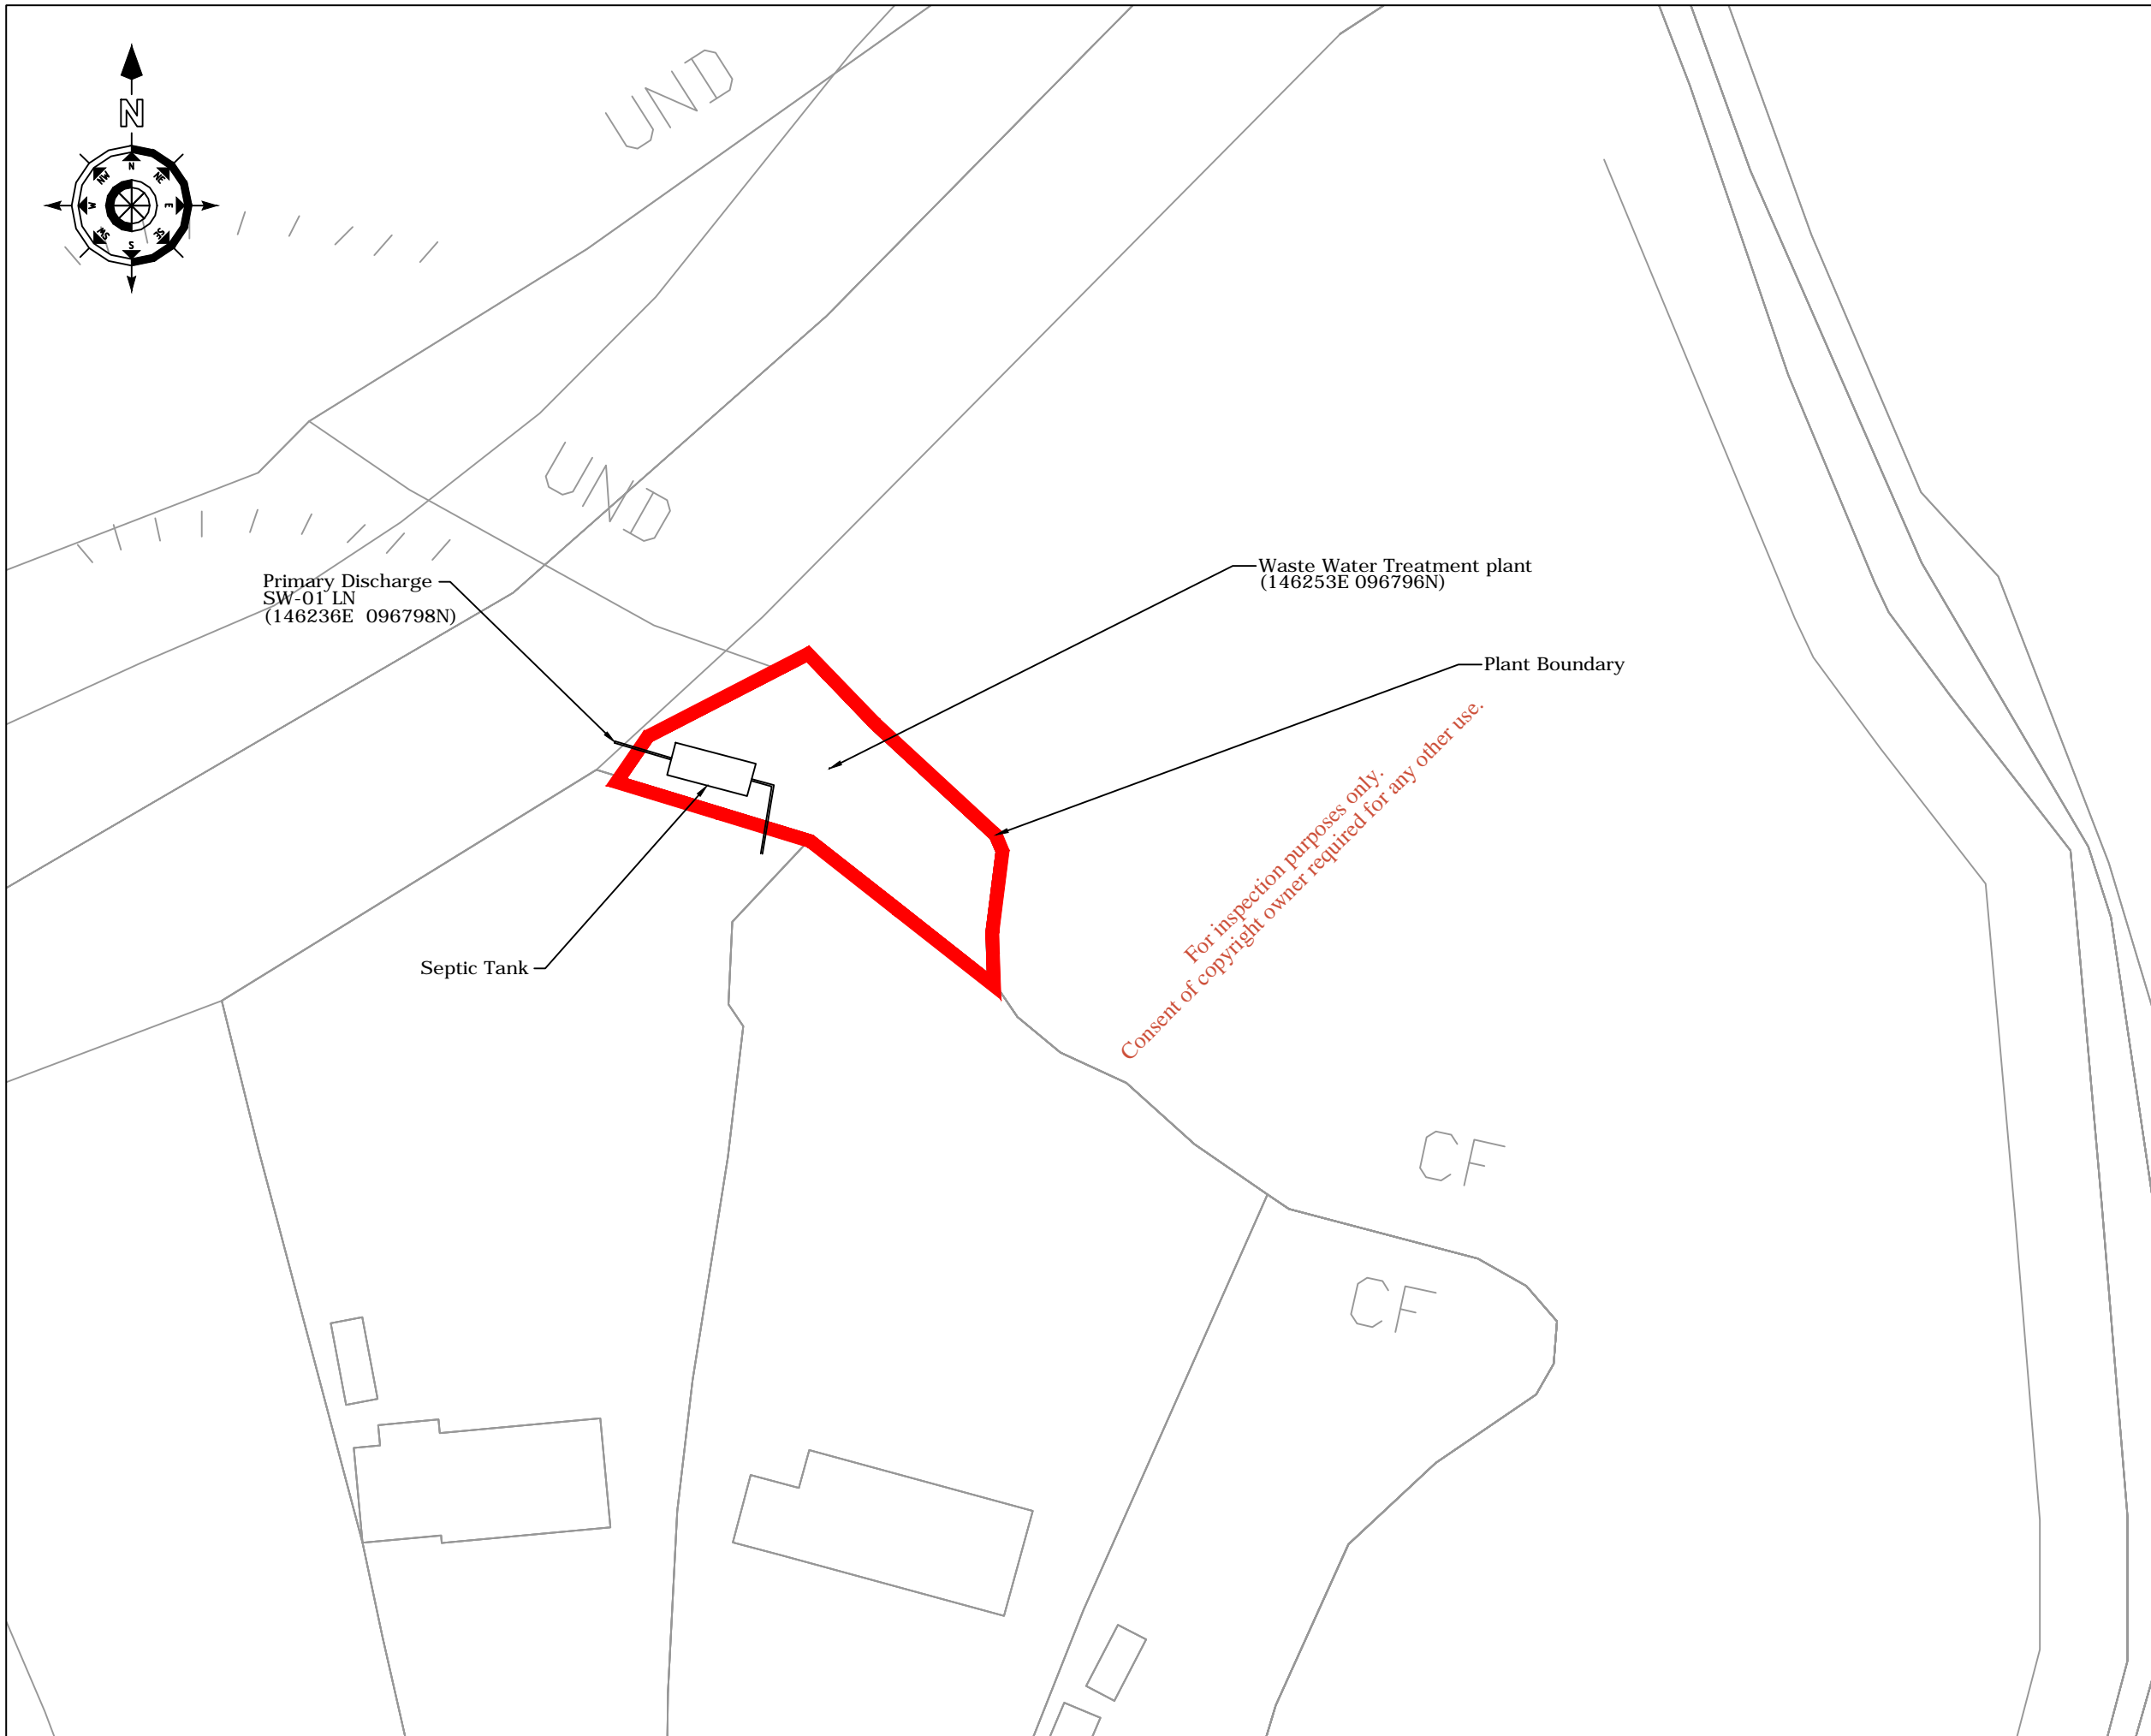 UND
N
N
NE
E
SE
S
SW
W
NW
UND
Primary Discharge
SW-01 LN
(146236E 096798N)
Waste Water Treatment plant
(146253E 096796N)
Plant Boundary
For inspection purposes only.
Consent of copyright owner required for any other use.
Septic Tank
CF
CF